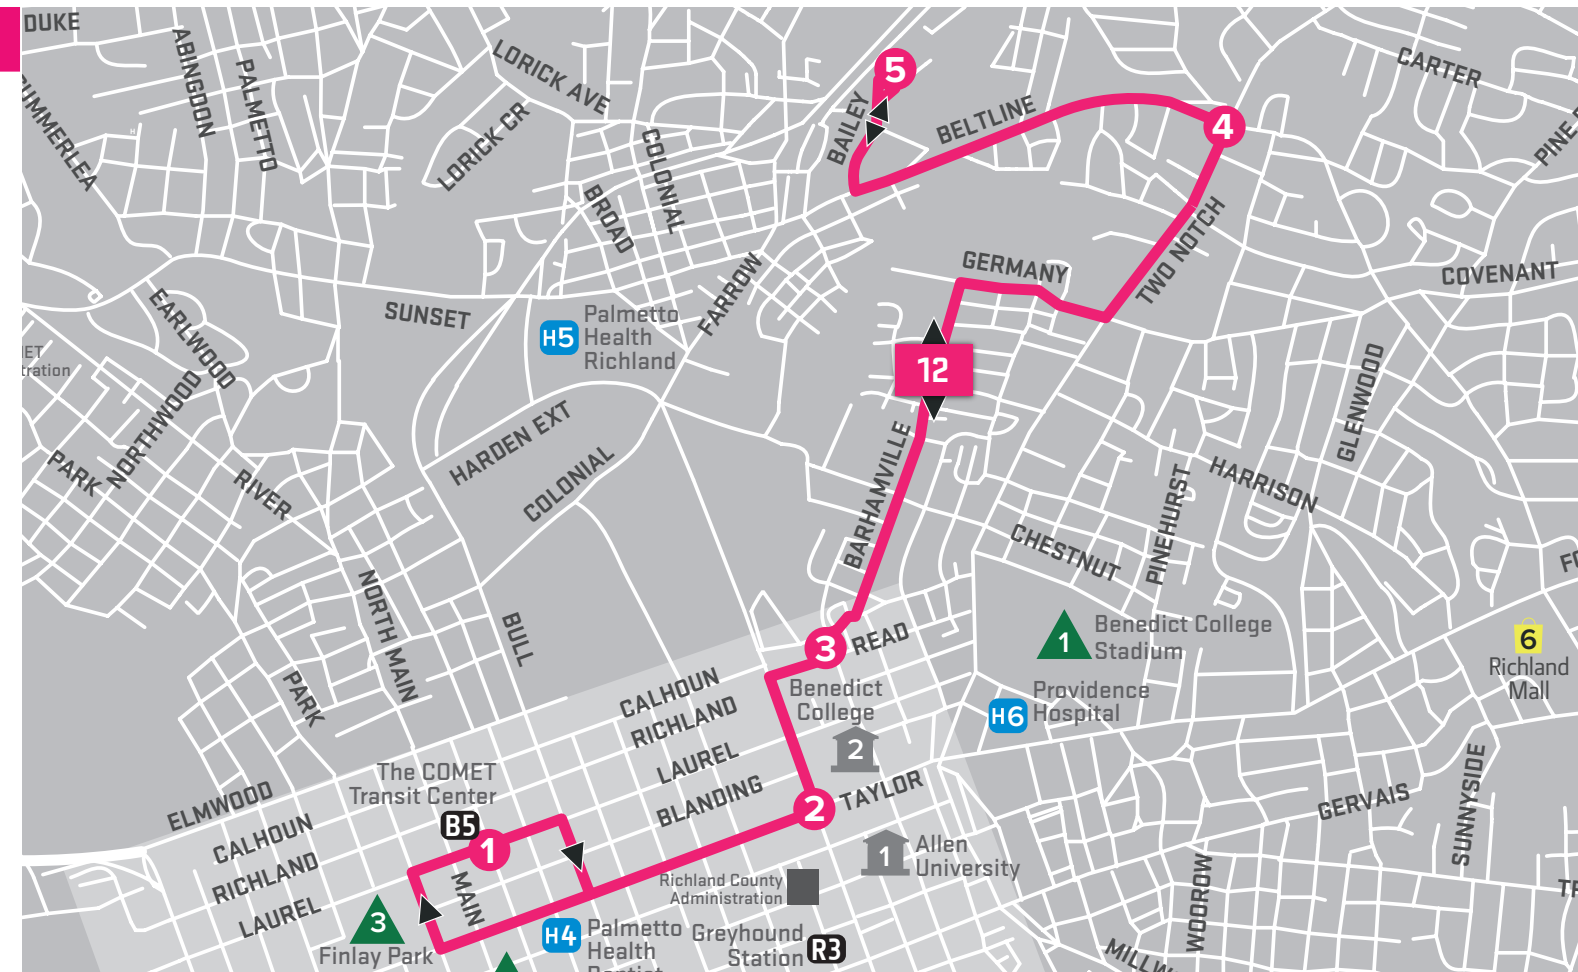 DUKE
ABINGDON
PALMETTO
LORICK AVE
LORICK CR
COLONIAL
BROAD
5
BAILEY
BELTLINE
4
CARTER
PINE
UMMERLEA
H
FARROW
GERMANY
TWO NOTCH
COVENANT
EARLWOOD
SUNSET
H5
Palmetto
Health
Richland
12
GLENWOOD
ET
tration
NORTHWOOD
PARK
RIVER
HARDEN EXT
COLONIAL
BARHAMVILLE
HARRISON
PINEHURST
CHESTNUT
NORTH MAIN
BULL
PARK
3
READ
1
Benedict College
Stadium
6
Richland
Mall
CALHOUN
RICHLAND
LAUREL
BLANDING
Benedict
College
2
H6
Providence
Hospital
The COMET
Transit Center
B5
1
2
TAYLOR
ELMWOOD
CALHOUN
RICHLAND
LAUREL
MAIN
GERVAIS
SUNNYSIDE
WOODROW
1
Allen
University
Richland County
Administration
3
Finlay Park
H4
Palmetto
Health
Greyhound
Station
R3